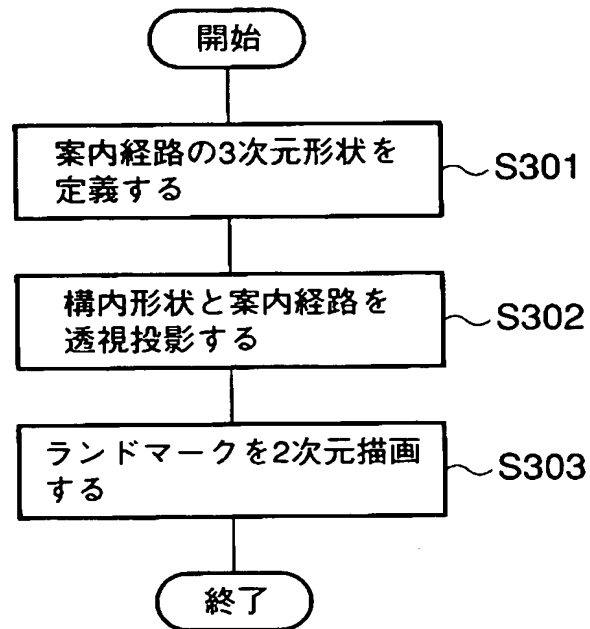 開始
案内経路の3次元形状を
定義する
S301
構内形状と案内経路を
透視投影する
S302
ランドマークを2次元描画
する
S303
終了